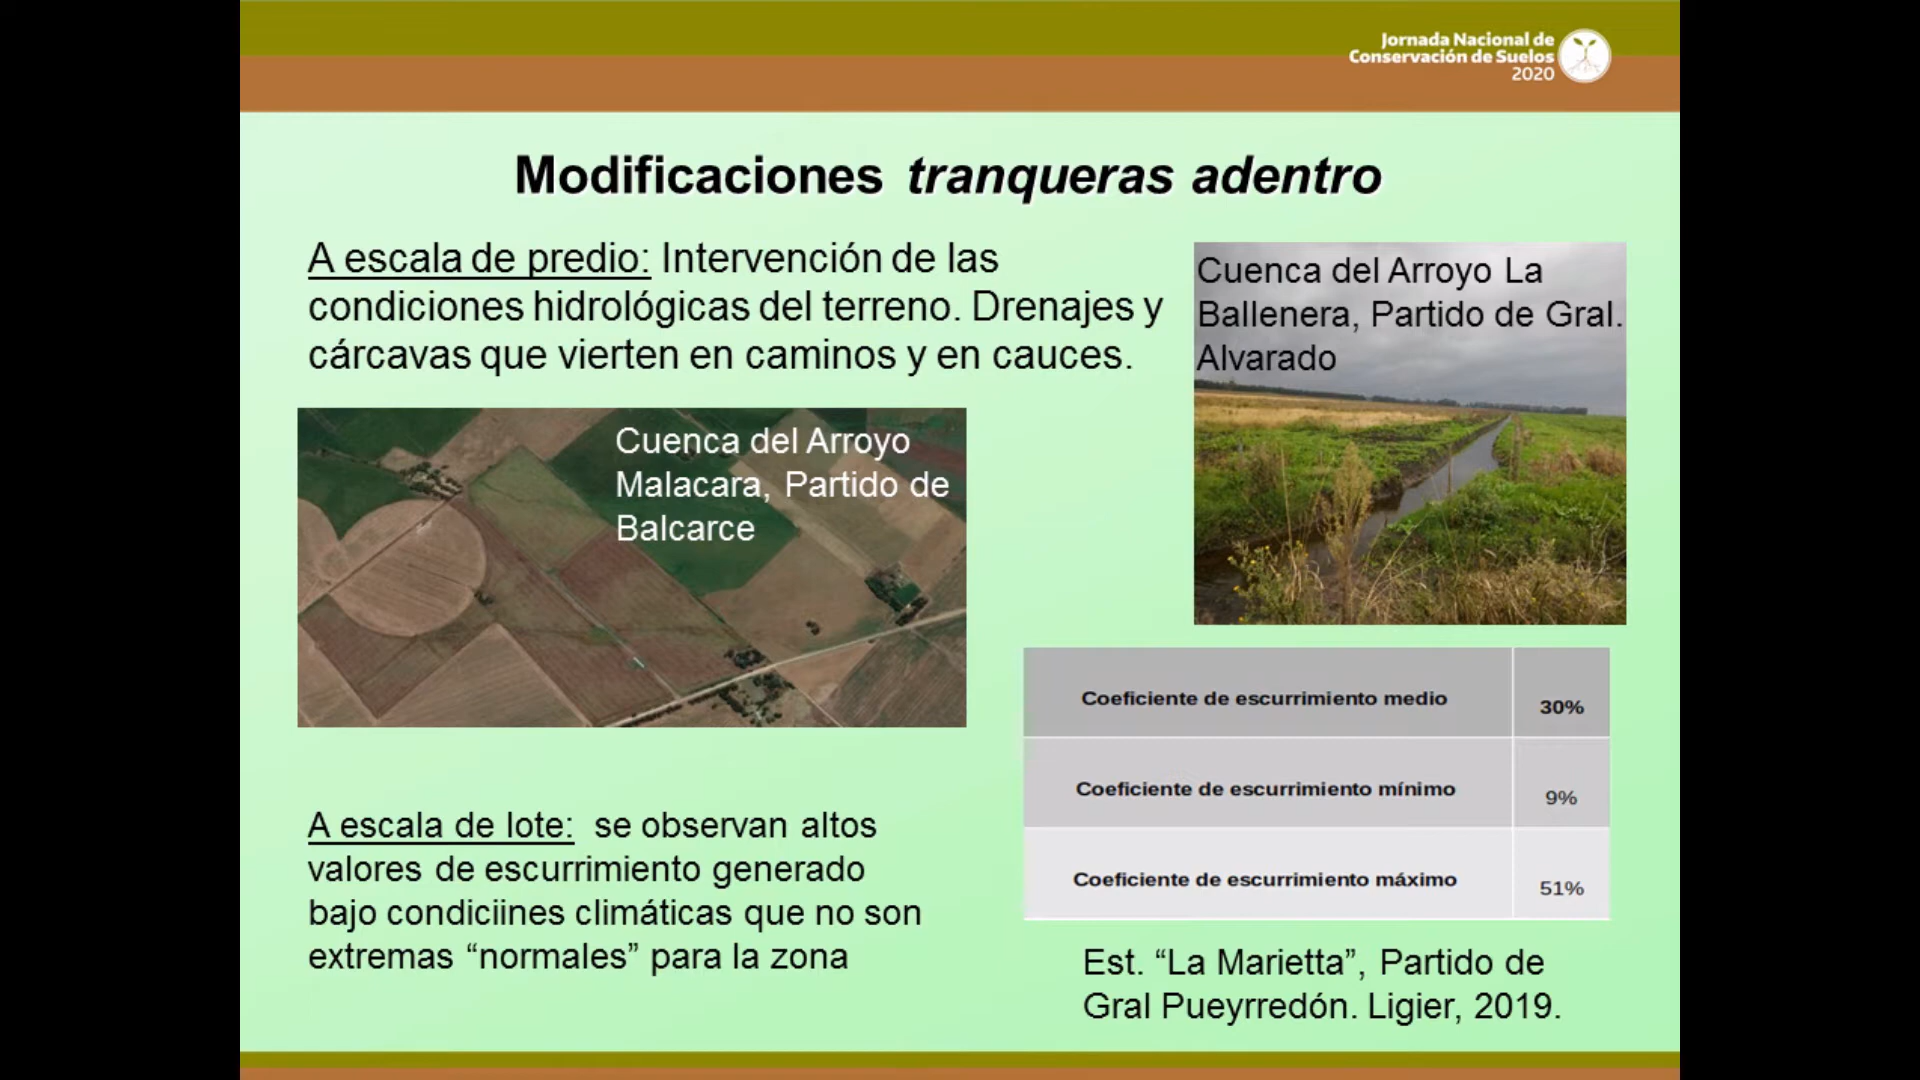 Jornada Nacional de
Conservación de Suelos
2020
Modificaciones tranqueras adentro
A escala de predio: Intervención de las
condiciones hidrológicas del terreno. Drenajes y
cárcavas que vierten en caminos y en cauces.
Cuenca del Arroyo La
Ballenera, Partido de Gral.
Alvarado
Cuenca del Arroyo
Malacara, Partido de
Balcarce
Coeficiente de escurrimiento medio 30%
Coeficiente de escurrimiento mínimo 9%
Coeficiente de escurrimiento máximo 51%
A escala de lote: se observan altos
valores de escurrimiento generado
bajo condiciines climáticas que no son
extremas “normales” para la zona
Est. “La Marietta”, Partido de
Gral Pueyrredón. Ligier, 2019.